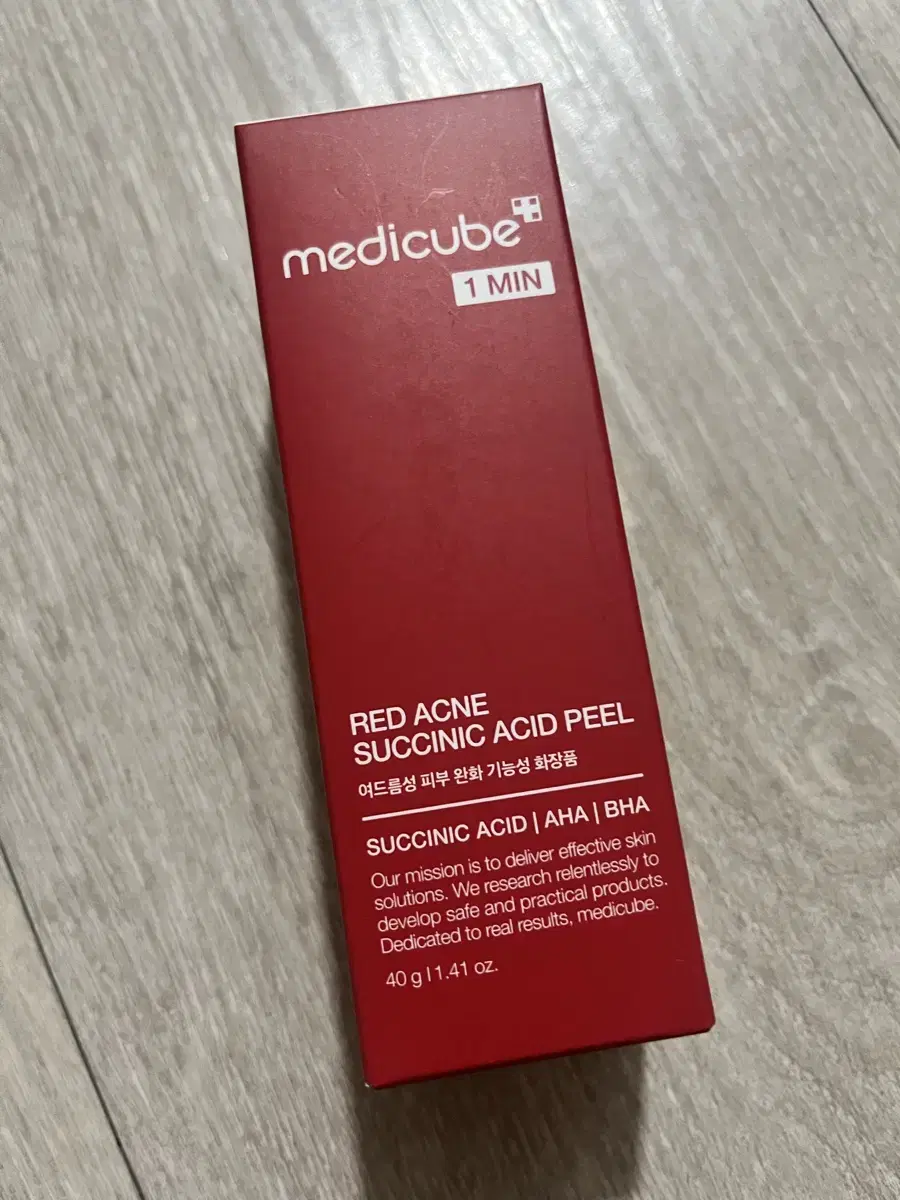 medicube
1 MIN
RED ACNE
SUCCINIC ACID PEEL
여드름성 피부 완화 기능성 화장품
SUCCINIC ACID | AHA | BHA
Our mission is to deliver effective skin
solutions. We research relentlessly to
develop safe and practical products.
Dedicated to real results, medicube.
40 g l 1.41 oz.